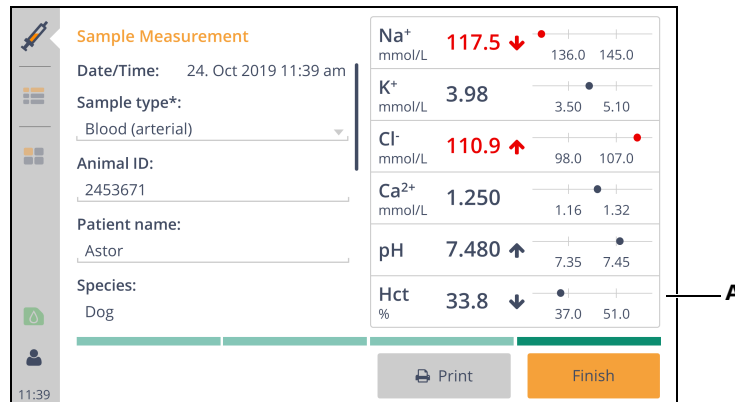 Sample Measurement
Date/Time: 24. Oct 2019 11:39 am
Sample type*:
Blood (arterial)
Animal ID:
2453671
Patient name:
Astor
Species:
Dog
11:39
Na⁺
mmol/L
117.5
136.0 145.0
K⁺
mmol/L
3.98
3.50 5.10
Cl⁻
mmol/L
110.9
98.0 107.0
Ca²⁺
mmol/L
1.250
1.16 1.32
pH
7.480
7.35 7.45
Hct
%
33.8
37.0 51.0
A
Print
Finish